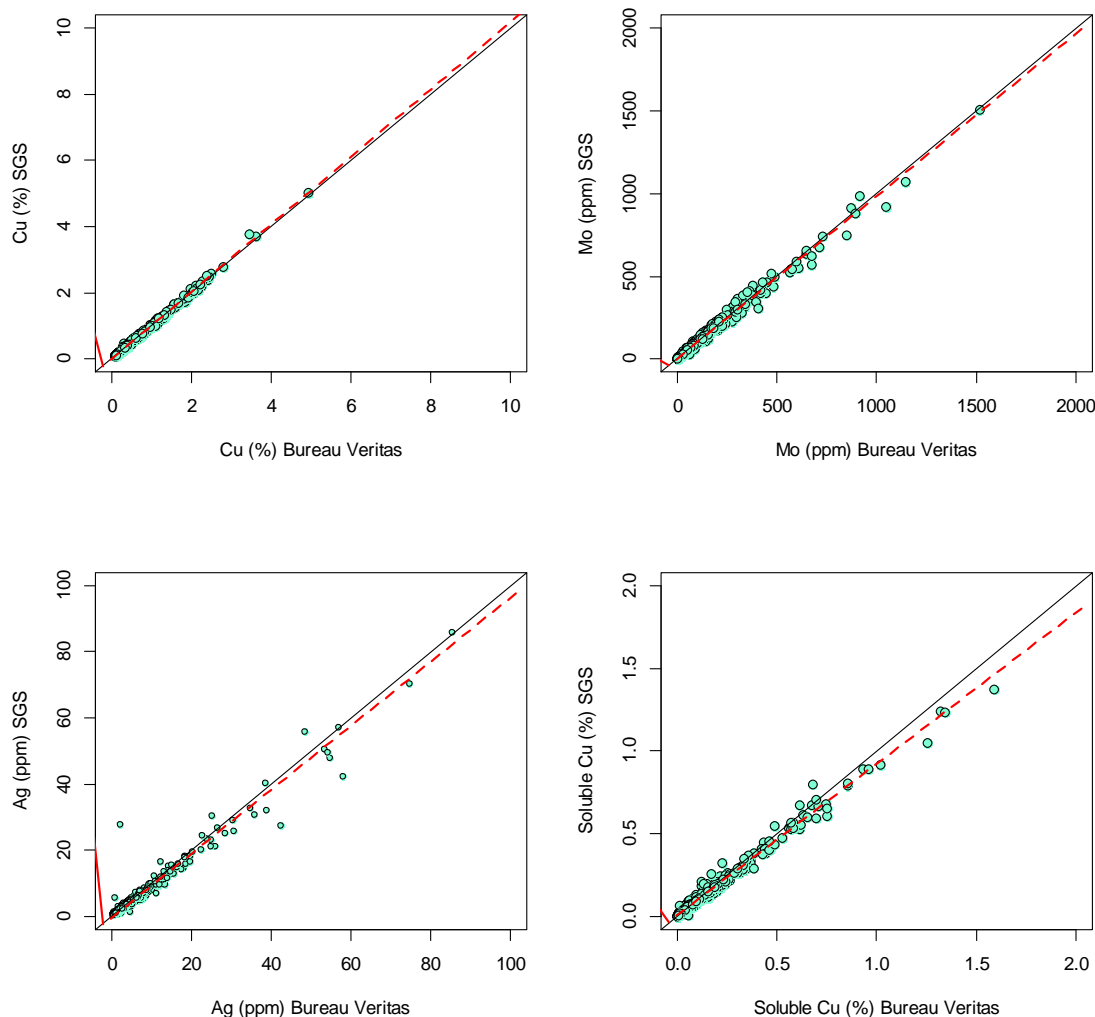 10
8
6
4
2
0
Cu (%) SGS
0 2 4 6 8 10
Cu (%) Bureau Veritas
2000
1500
1000
500
0
Mo (ppm) SGS
0 500 1000 1500 2000
Mo (ppm) Bureau Veritas
100
80
60
40
20
0
Ag (ppm) SGS
0 20 40 60 80 100
Ag (ppm) Bureau Veritas
2.0
1.5
1.0
0.5
0.0
Soluble Cu (%) SGS
0.0 0.5 1.0 1.5 2.0
Soluble Cu (%) Bureau Veritas